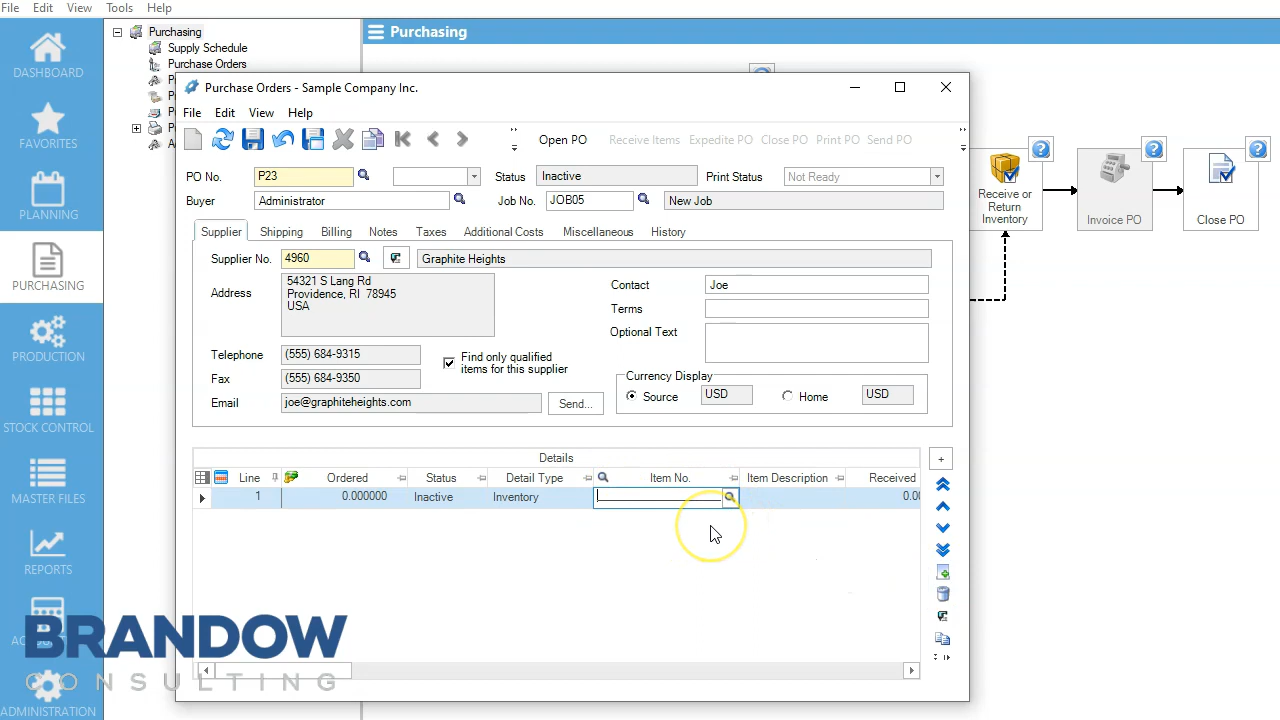 File Edit View Tools Help
DASHBOARD
FAVORITES
PLANNING
PURCHASING
PRODUCTION
STOCK CONTROL
MASTER FILES
REPORTS
ADMINISTRATION
Purchasing
Supply Schedule
Purchase Orders
Purchasing
Purchase Orders - Sample Company Inc.
File Edit View Help
Open PO Receive Items Expedite PO Close PO Print PO Send PO
PO No. P23 Status Inactive Print Status Not Ready
Buyer Administrator Job No. JOB05 New Job
Supplier Shipping Billing Notes Taxes Additional Costs Miscellaneous History
Supplier No. 4960 Graphite Heights
Address 54321 S Lang Rd
Providence, RI 78945
USA
Contact Joe
Terms
Optional Text
Telephone (555) 684-9315
Fax (555) 684-9350
Find only qualified
items for this supplier
Email joe@graphiteheights.com Send...
Currency Display
Source USD Home USD
Details
Line Ordered Status Detail Type Item No. Item Description Received
1 0.000000 Inactive Inventory 0.00
Receive or
Return
Inventory
Invoice PO
Close PO
BRANDOW
CONSULTING